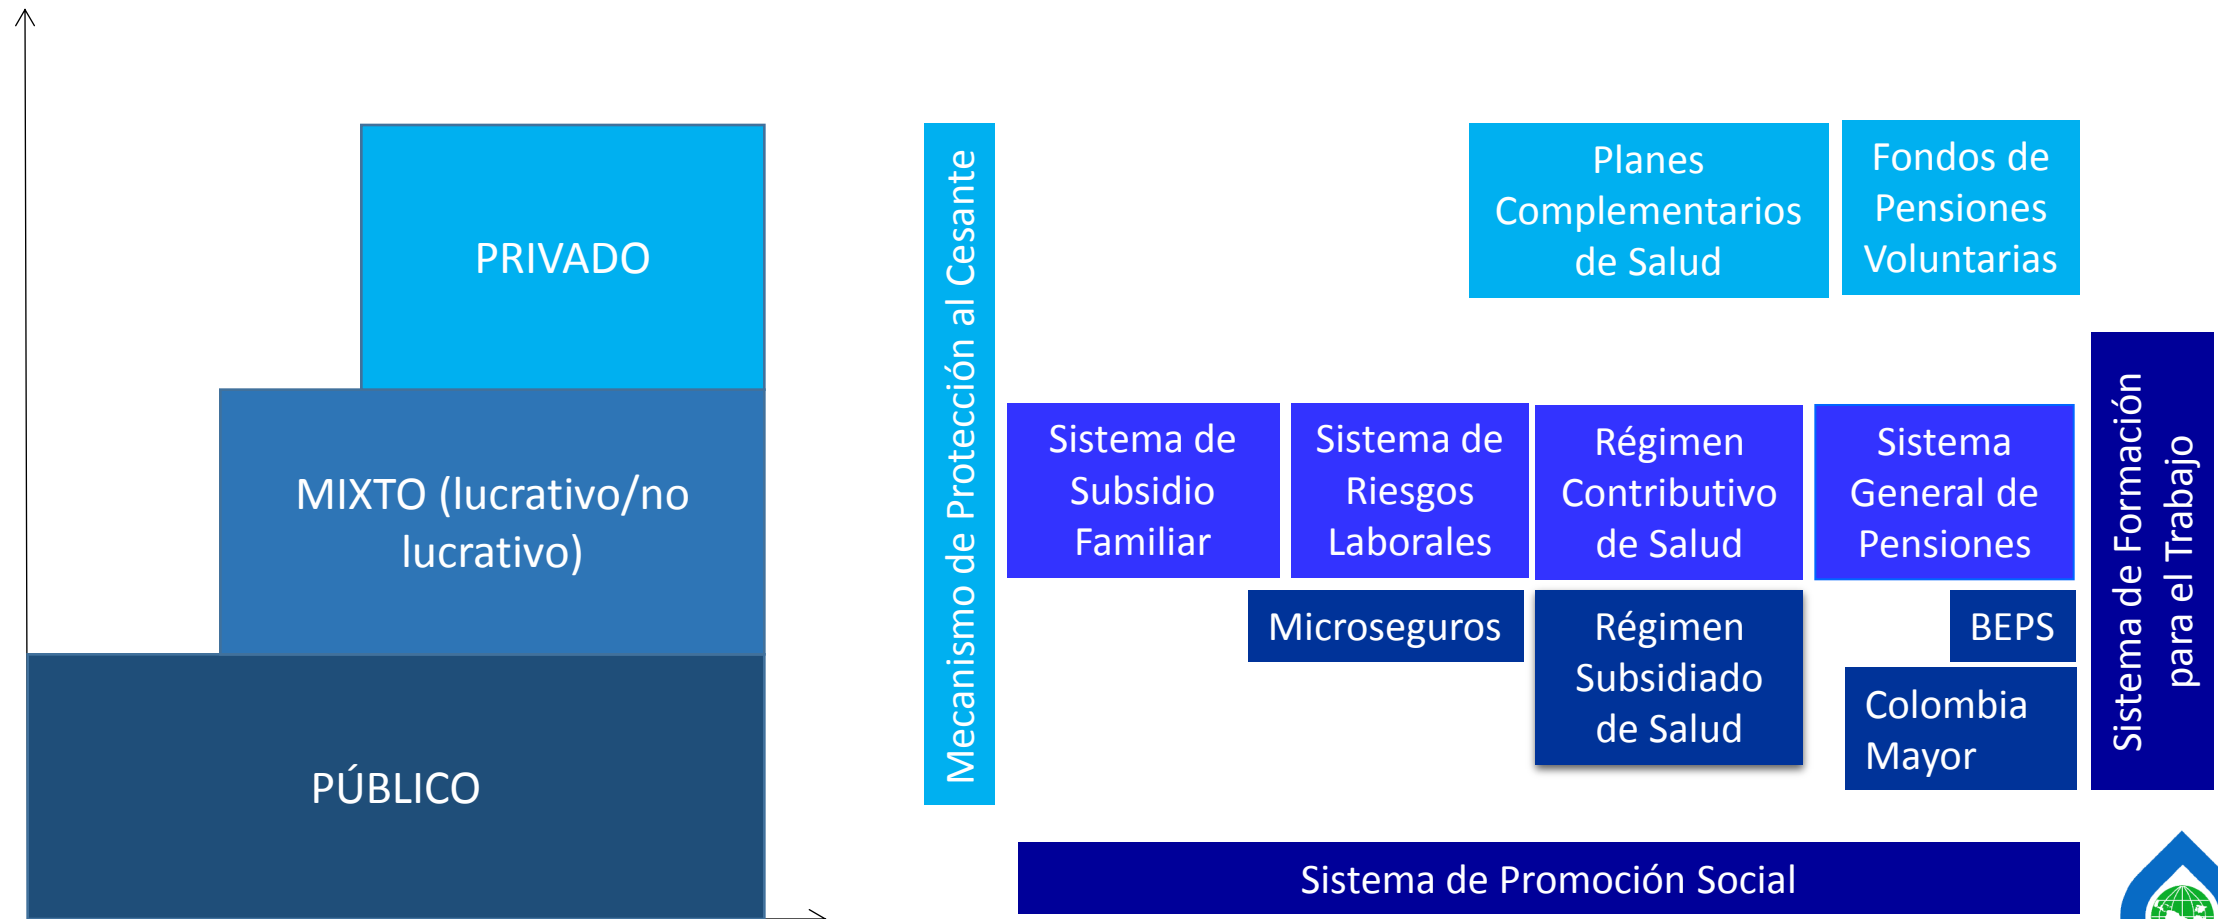 PRIVADO
MIXTO (lucrativo/no
lucrativo)
PÚBLICO
Mecanismo de Protección al Cesante
Planes
Complementarios
de Salud
Fondos de
Pensiones
Voluntarias
Sistema de
Subsidio
Familiar
Sistema de
Riesgos
Laborales
Régimen
Contributivo
de Salud
Sistema
General de
Pensiones
Microseguros
Régimen
Subsidiado
de Salud
BEPS
Colombia
Mayor
Sistema de Formación
para el Trabajo
Sistema de Promoción Social